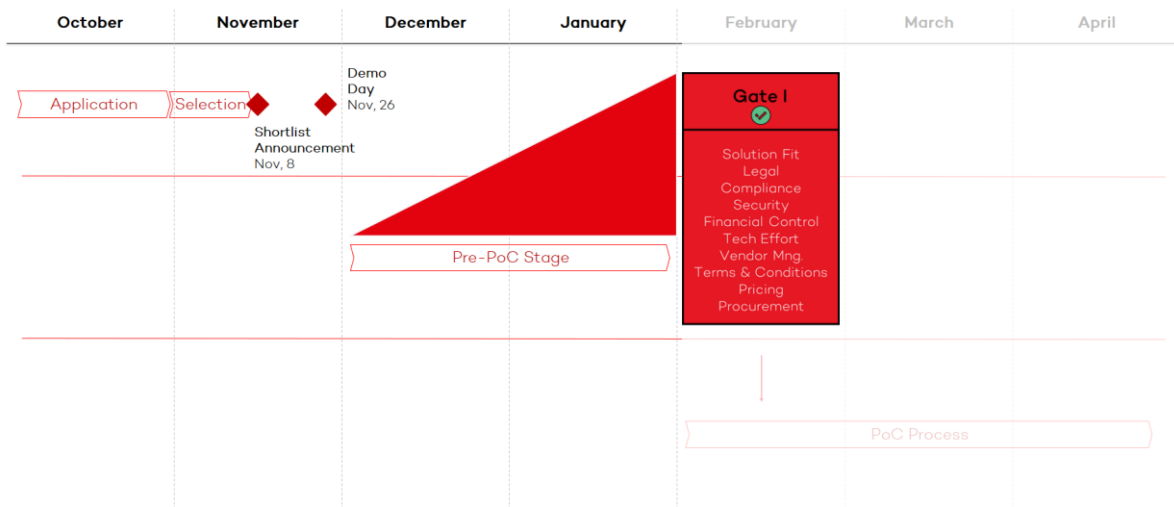 October
November
December
January
February
March
April
Application
Selection
Demo
Day
Nov, 26
Shortlist
Announcement
Nov, 8
Pre-PoC Stage
Gate I
Solution Fit
Legal
Compliance
Security
Financial Control
Tech Effort
Vendor Mng.
Terms & Conditions
Pricing
Procurement
PoC Process